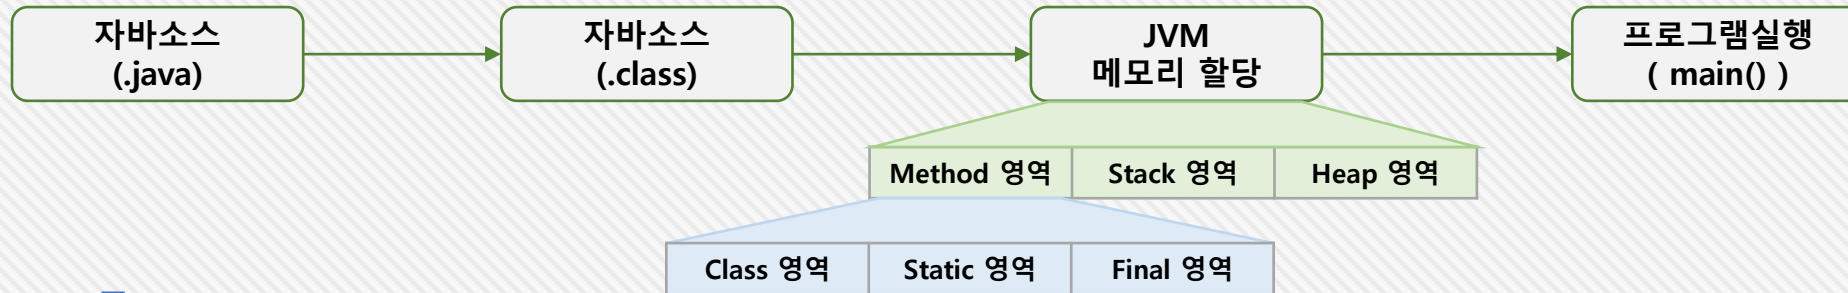 자바소스
(.java)
자바소스
(.class)
JVM
메모리 할당
프로그램실행
( main() )
Method 영역
Stack 영역
Heap 영역
Class 영역
Static 영역
Final 영역